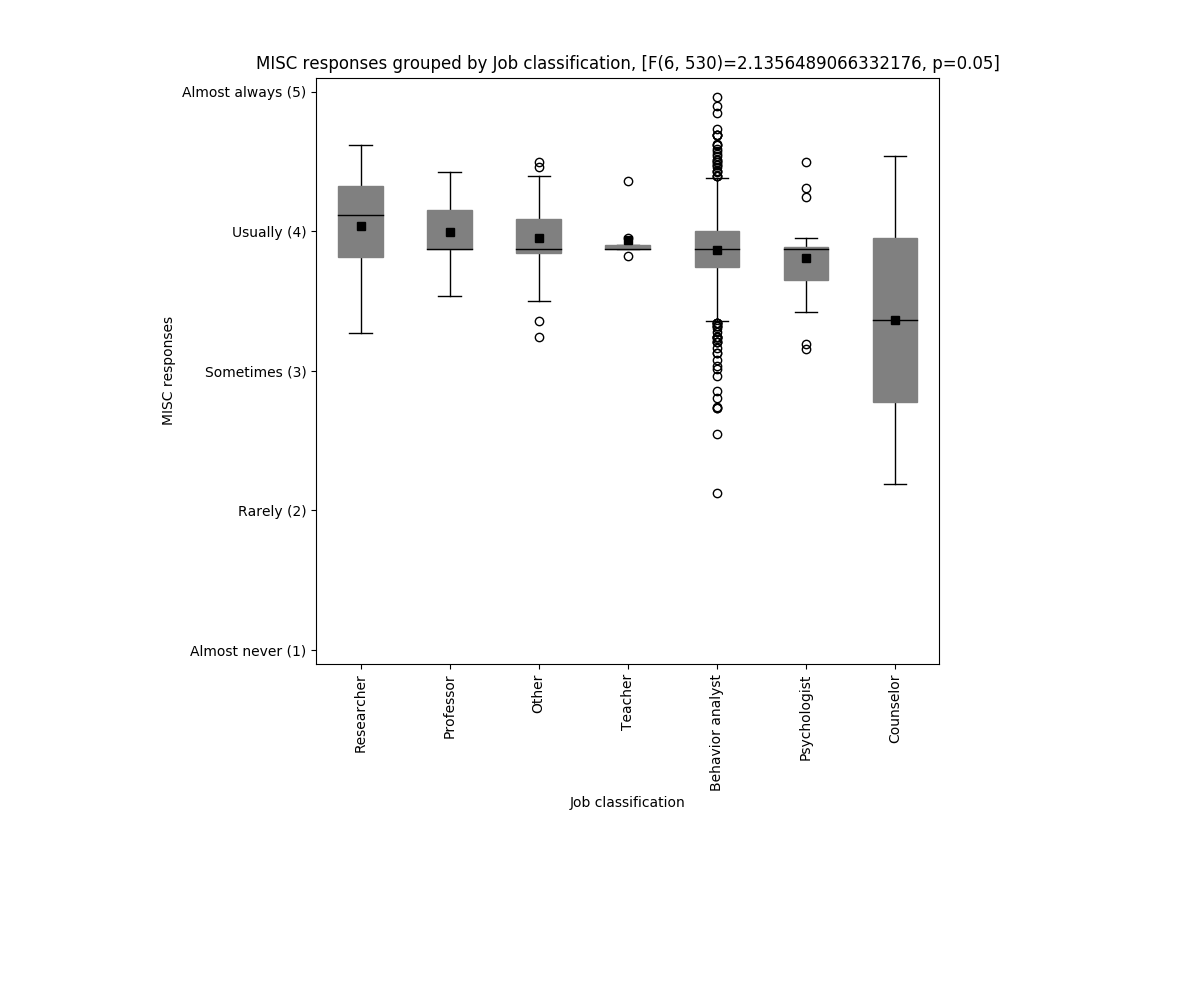 MISC responses grouped by Job classification, [F(6, 530)=2.1356489066332176, p=0.05]
Almost always (5)
Usually (4)
Sometimes (3)
Rarely (2)
Almost never (1)
MISC responses
Researcher
Professor
Other
Teacher
Behavior analyst
Psychologist
Counselor
Job classification